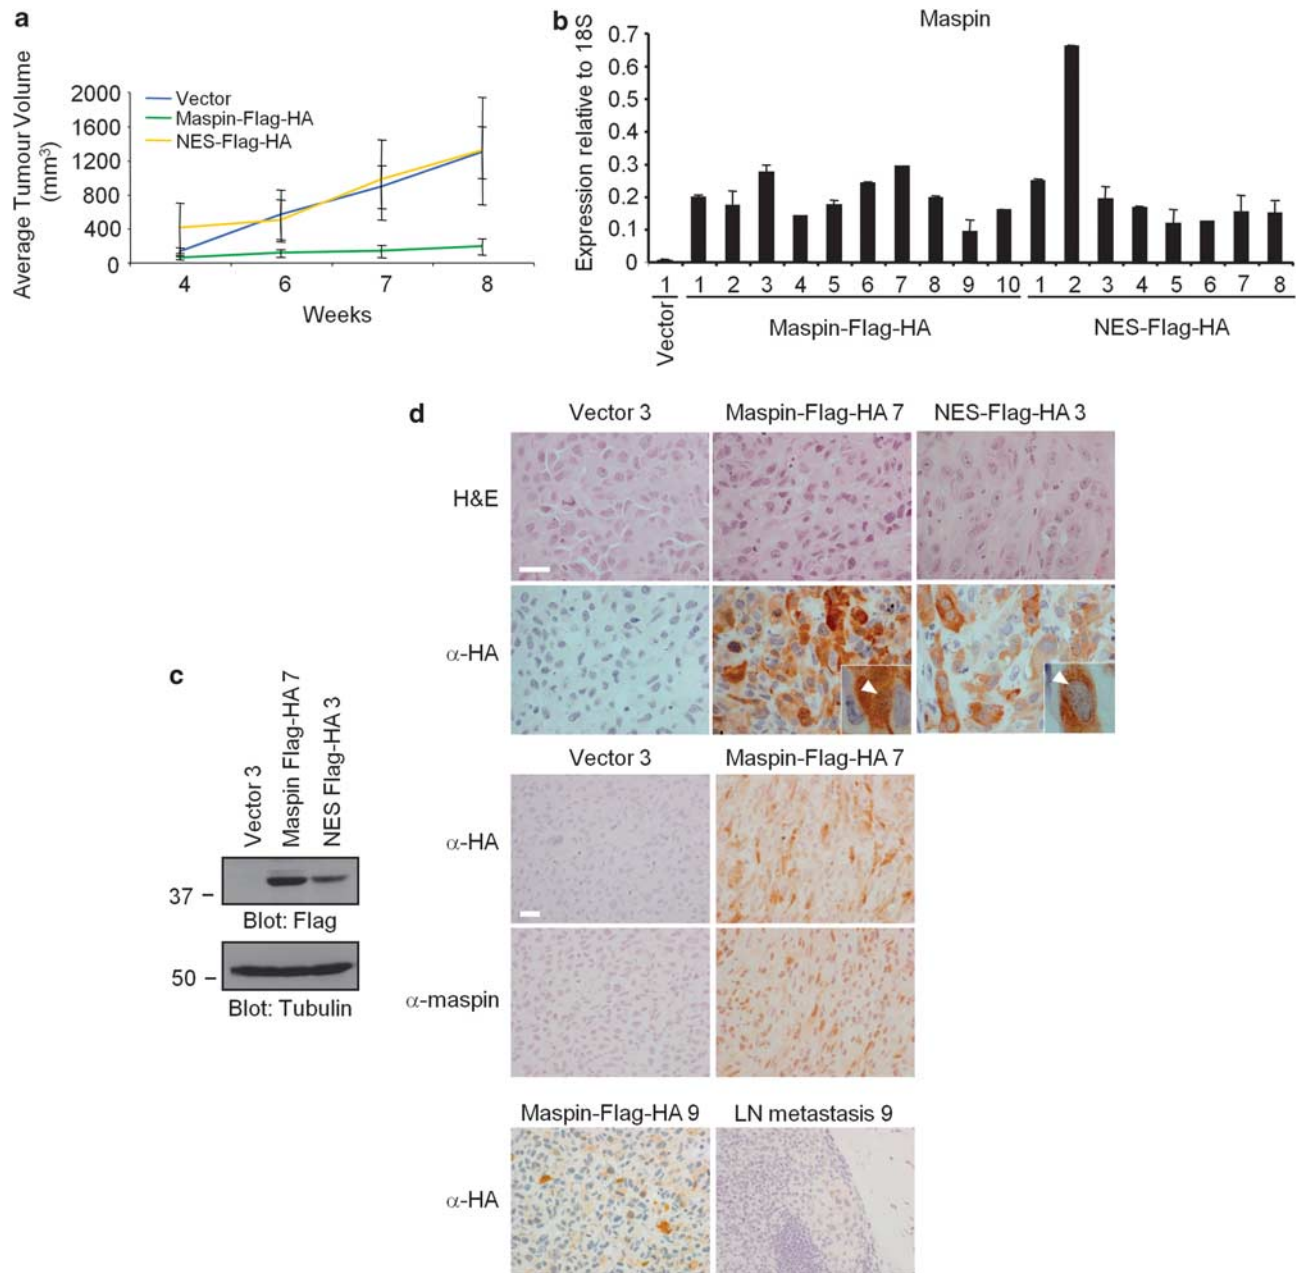 a
Average Tumour Volume
(mm³)
2000
1600
1200
800
400
0
Vector
Maspin-Flag-HA
NES-Flag-HA
4 6 7 8
Weeks
b
Maspin
Expression relative to 18S
0.7
0.6
0.5
0.4
0.3
0.2
0.1
0
1 1 2 3 4 5 6 7 8 9 10 1 2 3 4 5 6 7 8
Vector
Maspin-Flag-HA
NES-Flag-HA
c
Vector 3
Maspin Flag-HA 7
NES Flag-HA 3
37 –
Blot: Flag
50 –
Blot: Tubulin
d
Vector 3 Maspin-Flag-HA 7 NES-Flag-HA 3
H&E
α-HA
Vector 3 Maspin-Flag-HA 7
α-HA
α-maspin
Maspin-Flag-HA 9 LN metastasis 9
α-HA